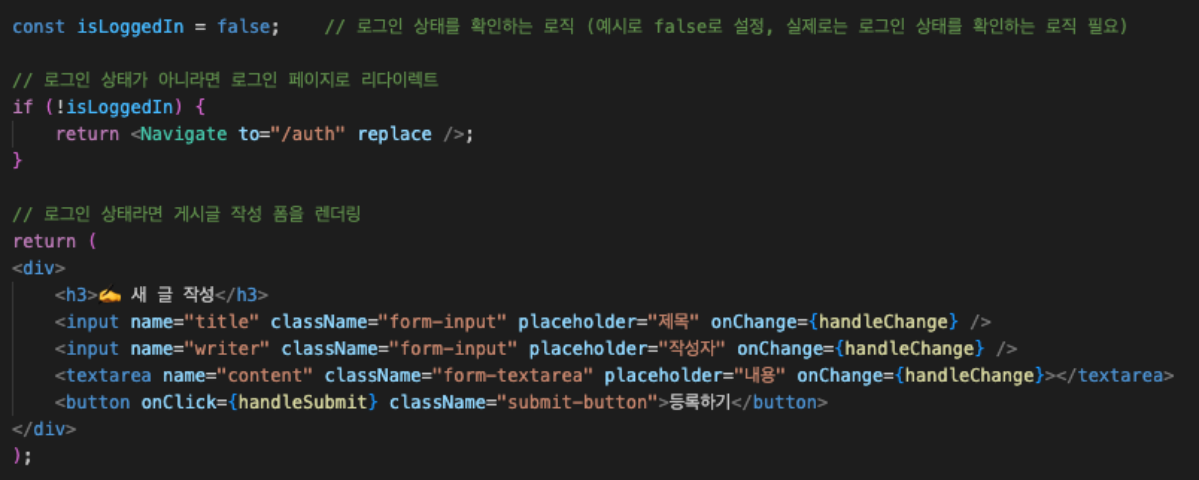 const isLoggedIn = false;    // 로그인 상태를 확인하는 로직 (예시로 false로 설정, 실제로는 로그인 상태를 확인하는 로직 필요)
// 로그인 상태가 아니라면 로그인 페이지로 리다이렉트
if (!isLoggedIn) {
    return <Navigate to="/auth" replace />;
}
// 로그인 상태라면 게시글 작성 폼을 렌더링
return (
<div>
    <h3>✍️ 새 글 작성</h3>
    <input name="title" className="form-input" placeholder="제목" onChange={handleChange} />
    <input name="writer" className="form-input" placeholder="작성자" onChange={handleChange} />
    <textarea name="content" className="form-textarea" placeholder="내용" onChange={handleChange}></textarea>
    <button onClick={handleSubmit} className="submit-button">등록하기</button>
</div>
);